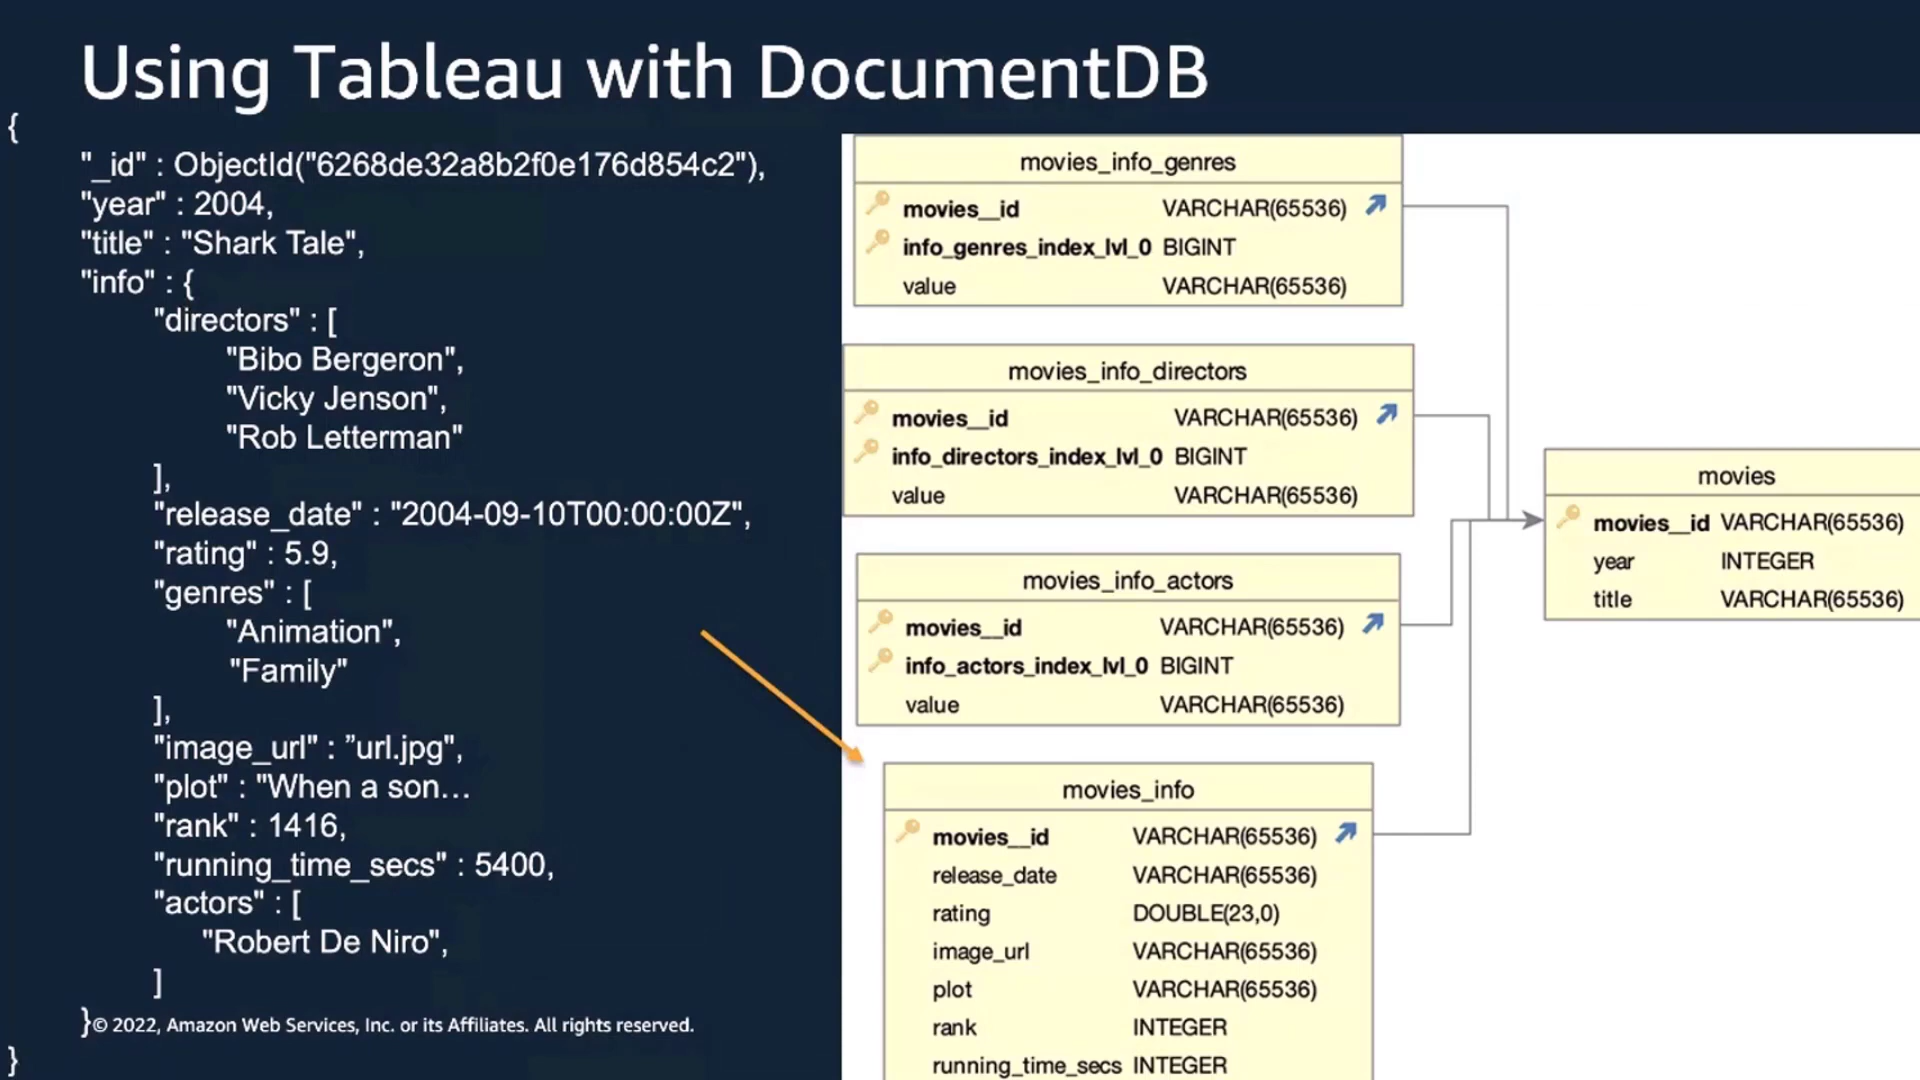 Using Tableau with DocumentDB
{
"_id" : ObjectId("6268de32a8b2f0e176d854c2"),
"year" : 2004,
"title" : "Shark Tale",
"info" : {
"directors" : [
"Bibo Bergeron",
"Vicky Jenson",
"Rob Letterman"
],
"release_date" : "2004-09-10T00:00:00Z",
"rating" : 5.9,
"genres" : [
"Animation",
"Family"
],
"image_url" : ”url.jpg",
"plot" : "When a son...
"rank" : 1416,
"running_time_secs" : 5400,
"actors" : [
"Robert De Niro",
]
}
}
© 2022, Amazon Web Services, Inc. or its Affiliates. All rights reserved.
movies_info_genres
movies__id VARCHAR(65536)
info_genres_index_lvl_0 BIGINT
value VARCHAR(65536)
movies_info_directors
movies__id VARCHAR(65536)
info_directors_index_lvl_0 BIGINT
value VARCHAR(65536)
movies_info_actors
movies__id VARCHAR(65536)
info_actors_index_lvl_0 BIGINT
value VARCHAR(65536)
movies_info
movies__id VARCHAR(65536)
release_date VARCHAR(65536)
rating DOUBLE(23,0)
image_url VARCHAR(65536)
plot VARCHAR(65536)
rank INTEGER
running_time_secs INTEGER
movies
movies__id VARCHAR(65536)
year INTEGER
title VARCHAR(65536)